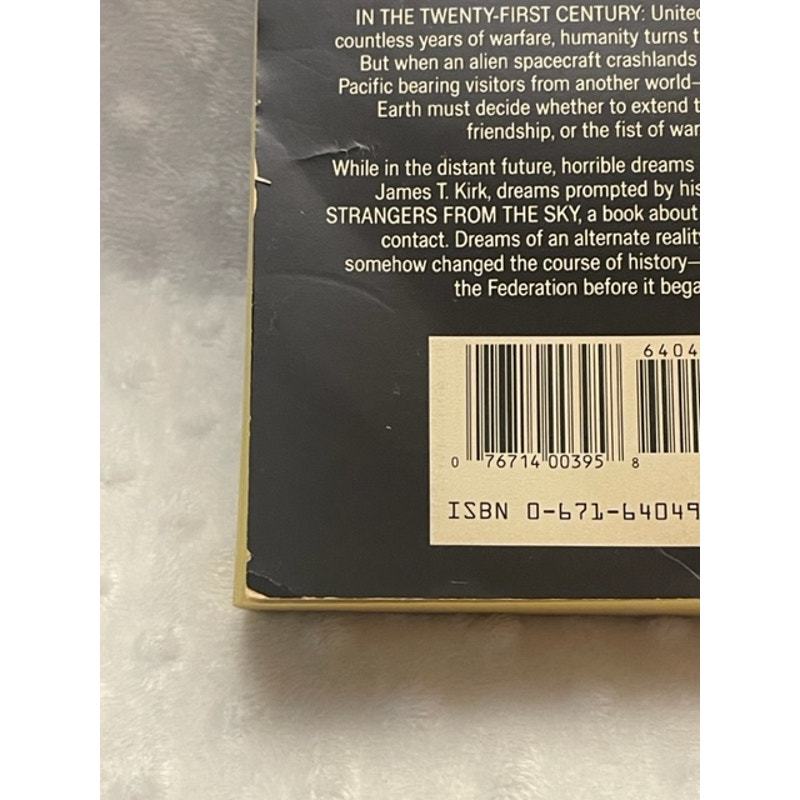 IN THE TWENTY-FIRST CENTURY: United
countless years of warfare, humanity turns t
But when an alien spacecraft crashlands
Pacific bearing visitors from another world—
Earth must decide whether to extend t
friendship, or the fist of war
While in the distant future, horrible dreams
James T. Kirk, dreams prompted by his
STRANGERS FROM THE SKY, a book about
contact. Dreams of an alternate reality
somehow changed the course of history—
the Federation before it bega
6404
0 76714 00395 8
ISBN 0-671-64049